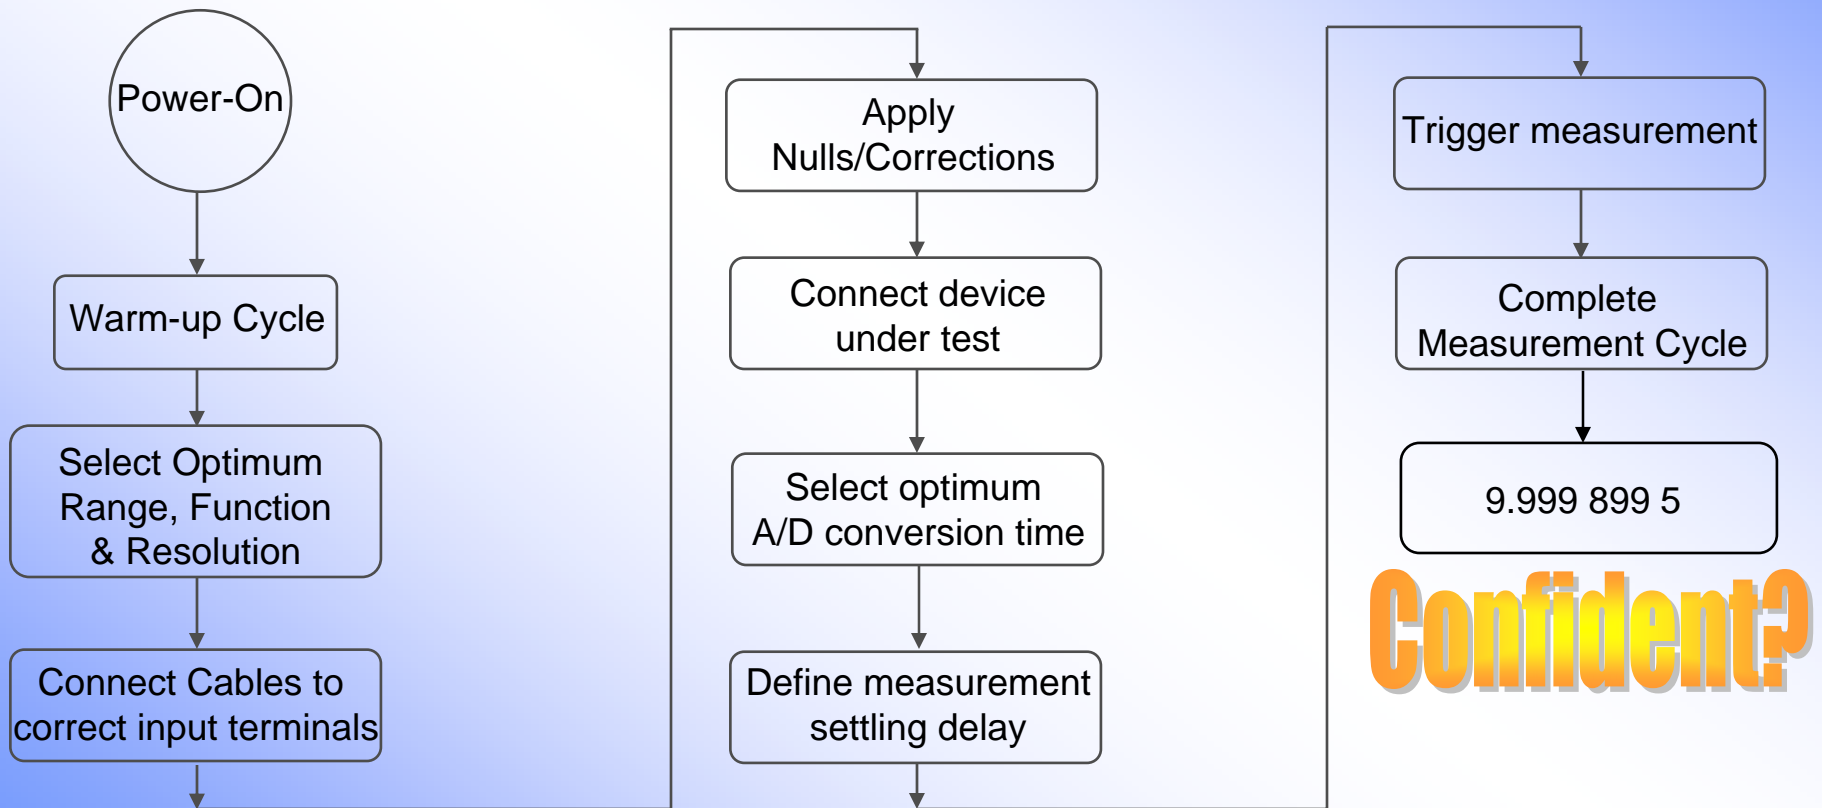 Power-On
Warm-up Cycle
Select Optimum
Range, Function
& Resolution
Connect Cables to
correct input terminals
Apply
Nulls/Corrections
Connect device
under test
Select optimum
A/D conversion time
Define measurement
settling delay
Trigger measurement
Complete
Measurement Cycle
9.999 899 5
Confident?